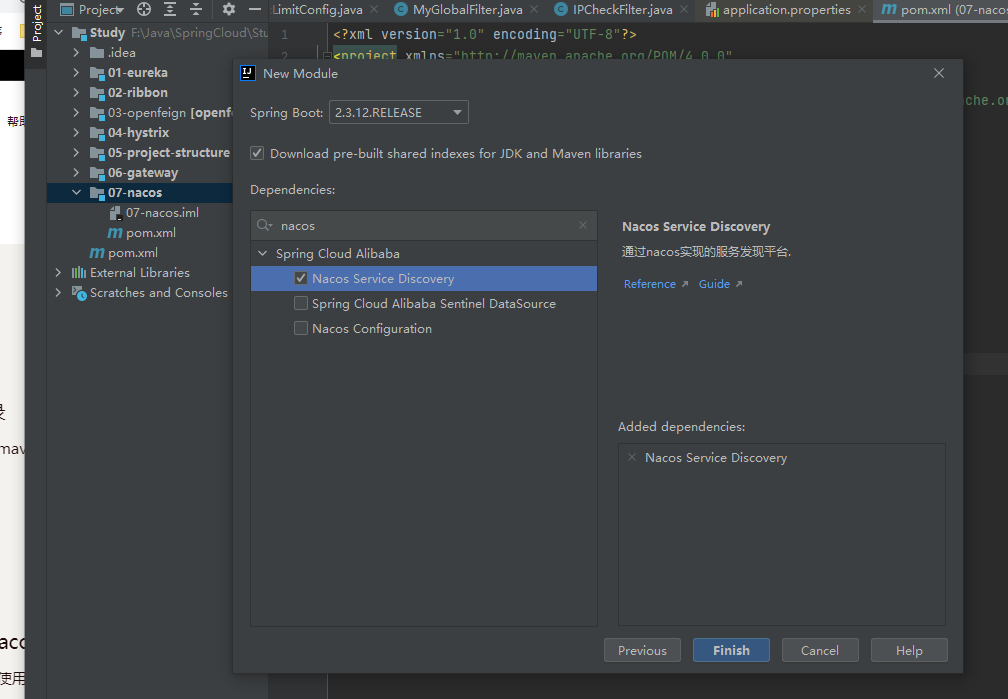 Project
LimitConfig.java
MyGlobalFilter.java
IPCheckFilter.java
application.properties
pom.xml (07-nacos
Project
Study F:\Java\SpringCloud\Stu
.idea
01-eureka
02-ribbon
03-openfeign [openf
04-hystrix
05-project-structure
06-gateway
07-nacos
07-nacos.iml
pom.xml
pom.xml
External Libraries
Scratches and Consoles
帮助
录
mav
aco
使用
1 <?xml version="1.0" encoding="UTF-8"?>
2 <project xmlns="http://maven.apache.org/POM/4.0.0"
che.or
New Module
Spring Boot: 2.3.12.RELEASE
Download pre-built shared indexes for JDK and Maven libraries
Dependencies:
nacos
Spring Cloud Alibaba
Nacos Service Discovery
Spring Cloud Alibaba Sentinel DataSource
Nacos Configuration
Nacos Service Discovery
通过nacos实现的服务发现平台.
Reference Guide
Added dependencies:
Nacos Service Discovery
Previous Finish Cancel Help